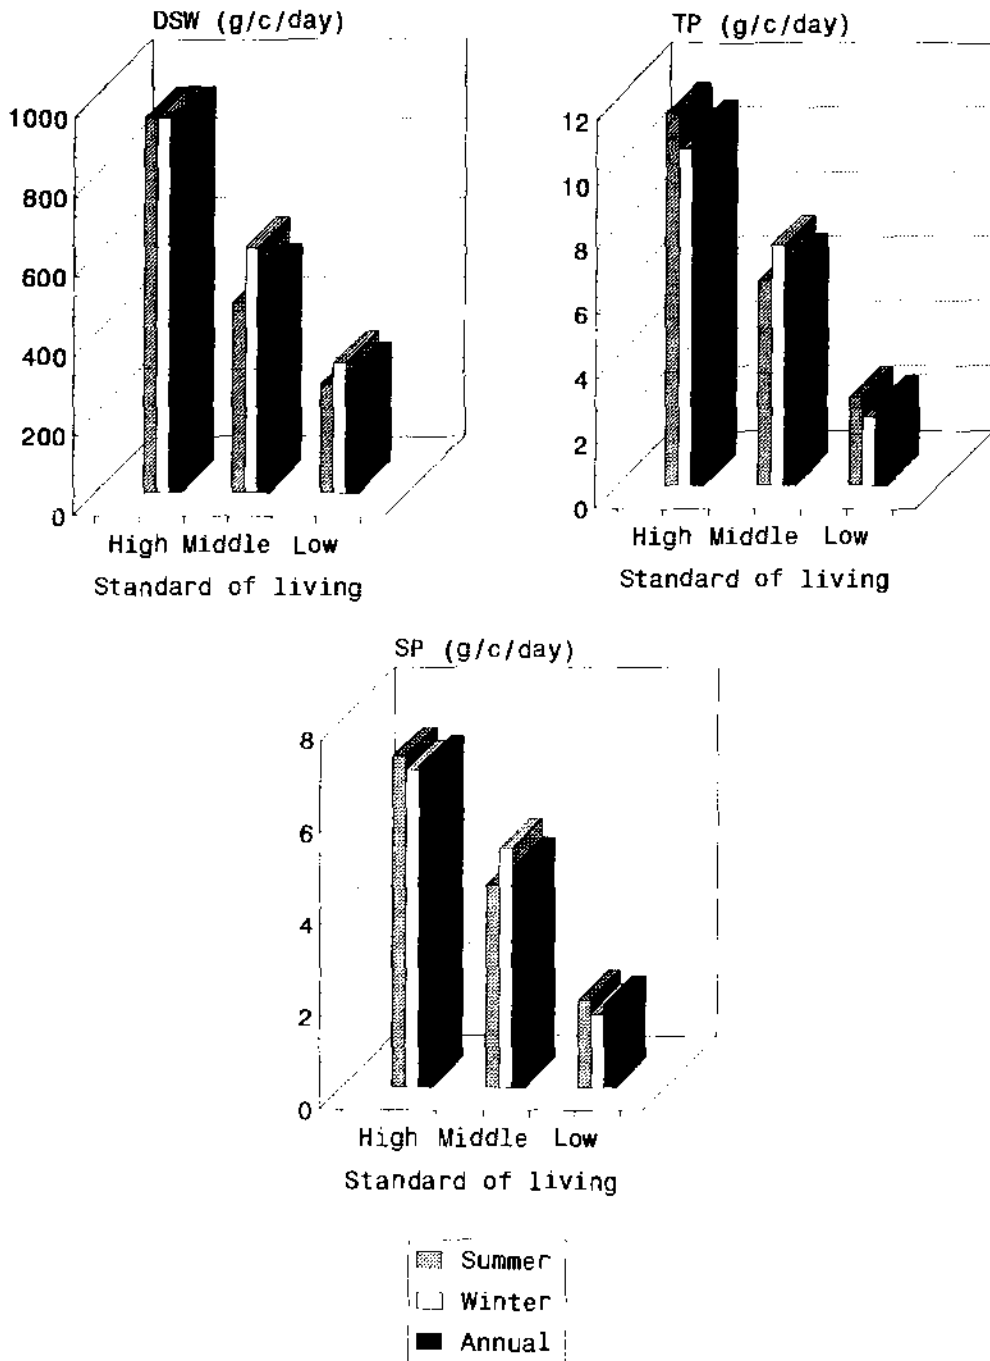 DSW (g/c/day)
1000
800
600
400
200
0
High Middle Low
Standard of living
TP (g/c/day)
12
10
8
6
4
2
0
High Middle Low
Standard of living
SP (g/c/day)
8
6
4
2
0
High Middle Low
Standard of living
Summer
Winter
Annual